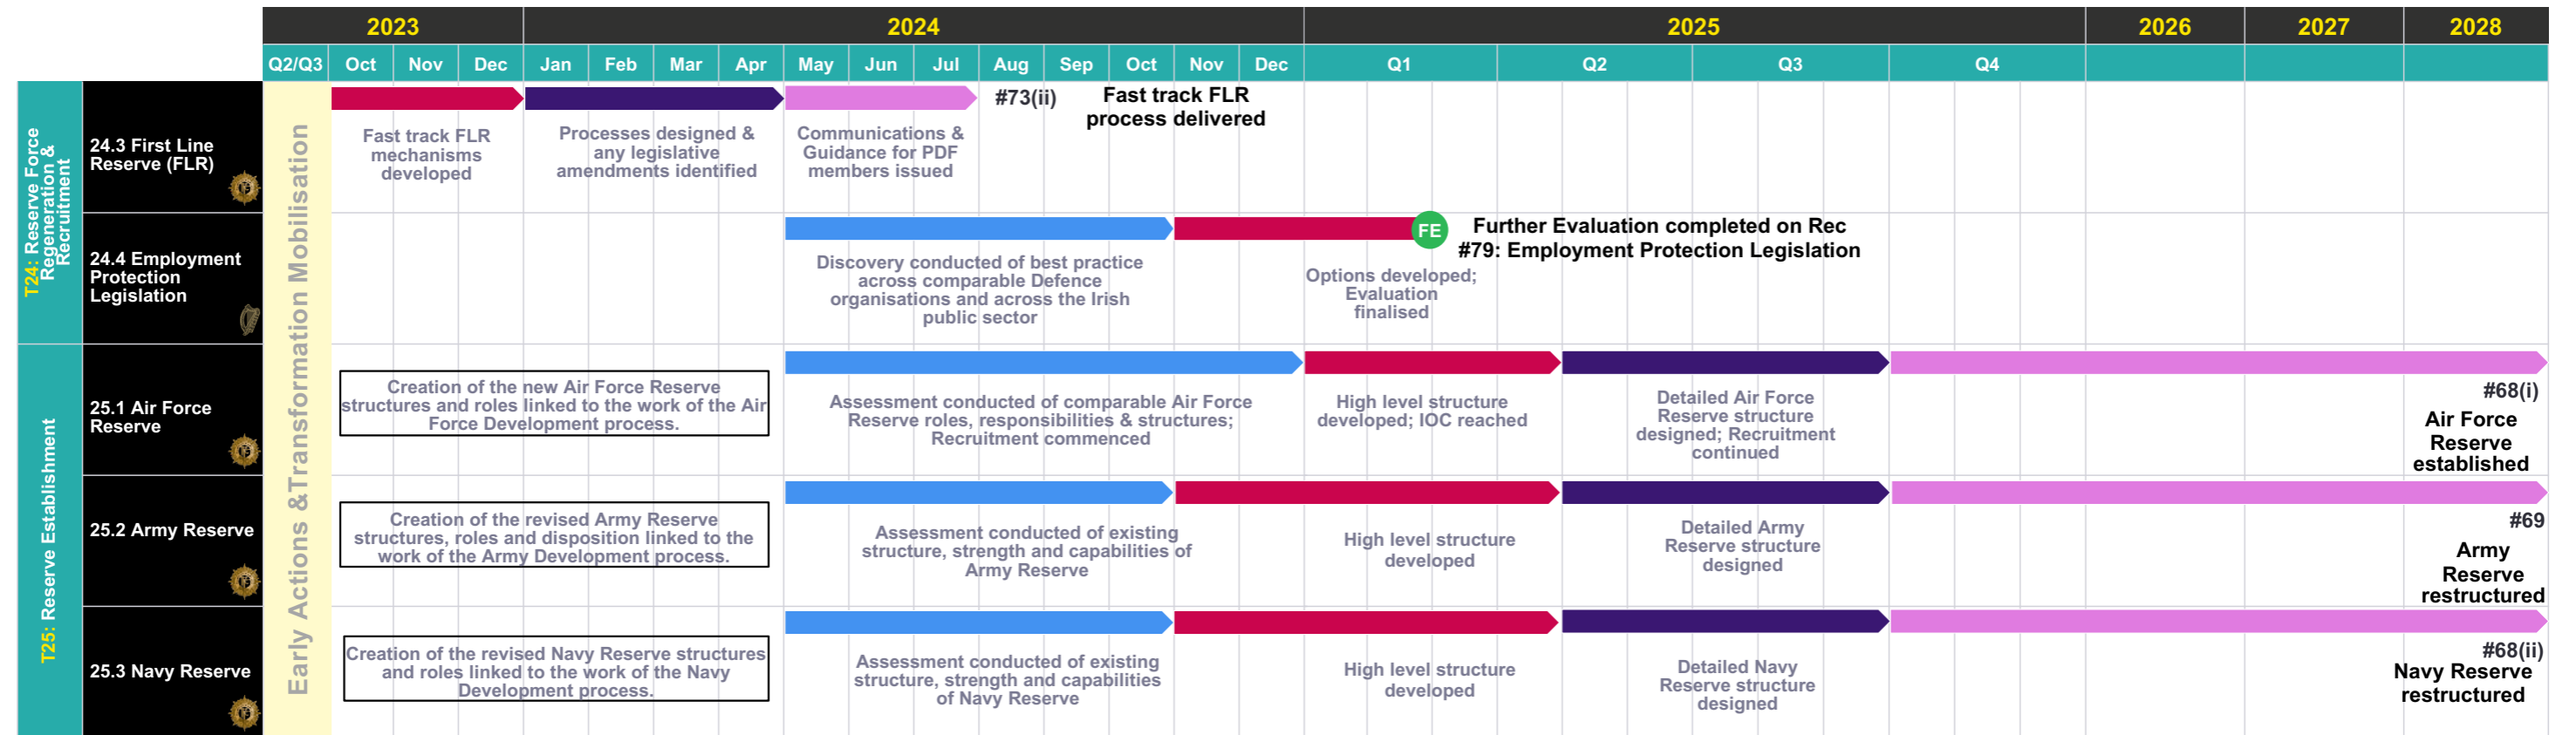 2023 2024 2025 2026 2027 2028
Q2/Q3 Oct Nov Dec Jan Feb Mar Apr May Jun Jul Aug Sep Oct Nov Dec Q1 Q2 Q3 Q4
Early Actions &Transformation Mobilisation
T24: Reserve Force
Regeneration &
Recruitment
24.3 First Line
Reserve (FLR)
Fast track FLR
mechanisms
developed
Processes designed &
any legislative
amendments identified
Communications &
Guidance for PDF
members issued
#73(ii)
Fast track FLR
process delivered
24.4 Employment
Protection
Legislation
Discovery conducted of best practice
across comparable Defence
organisations and across the Irish
public sector
Options developed;
Evaluation
finalised
FE
Further Evaluation completed on Rec
#79: Employment Protection Legislation
T25: Reserve Establishment
25.1 Air Force
Reserve
Creation of the new Air Force Reserve
structures and roles linked to the work of the Air
Force Development process.
Assessment conducted of comparable Air Force
Reserve roles, responsibilities & structures;
Recruitment commenced
High level structure
developed; IOC reached
Detailed Air Force
Reserve structure
designed; Recruitment
continued
#68(i)
Air Force
Reserve
established
25.2 Army Reserve
Creation of the revised Army Reserve
structures, roles and disposition linked to the
work of the Army Development process.
Assessment conducted of existing
structure, strength and capabilities of
Army Reserve
High level structure
developed
Detailed Army
Reserve structure
designed
#69
Army
Reserve
restructured
25.3 Navy Reserve
Creation of the revised Navy Reserve structures
and roles linked to the work of the Navy
Development process.
Assessment conducted of existing
structure, strength and capabilities
of Navy Reserve
High level structure
developed
Detailed Navy
Reserve structure
designed
#68(ii)
Navy Reserve
restructured